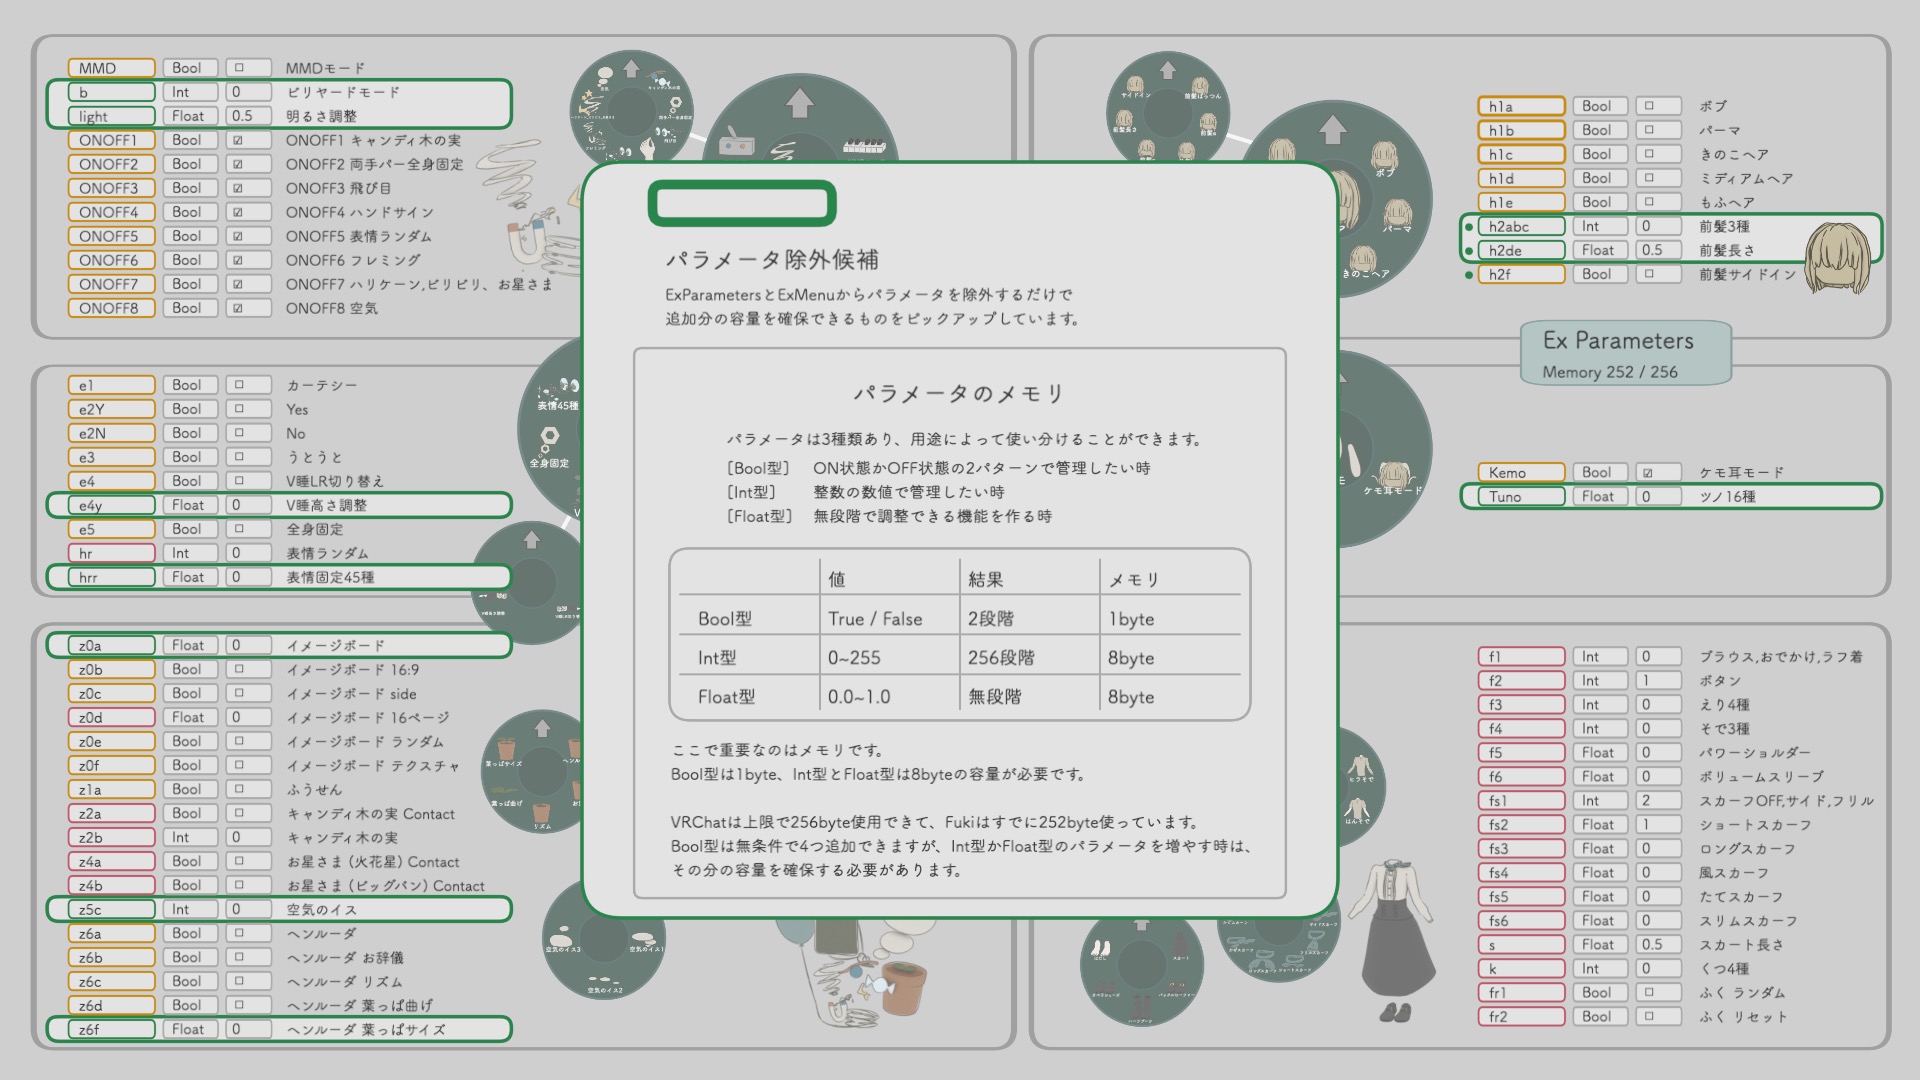 MMD Bool ☐ MMDモード
b Int 0 ビリヤードモード
light Float 0.5 明るさ調整
ONOFF1 Bool ☑ ONOFF1 キャンディ木の実
ONOFF2 Bool ☑ ONOFF2 両手パー全身固定
ONOFF3 Bool ☑ ONOFF3 飛び目
ONOFF4 Bool ☑ ONOFF4 ハンドサイン
ONOFF5 Bool ☑ ONOFF5 表情ランダム
ONOFF6 Bool ☑ ONOFF6 フレミング
ONOFF7 Bool ☑ ONOFF7 ハリケーン,ビリビリ、お星さま
ONOFF8 Bool ☑ ONOFF8 空気
e1 Bool ☐ カーテシー
e2Y Bool ☐ Yes
e2N Bool ☐ No
e3 Bool ☐ うとうと
e4 Bool ☐ V睡LR切り替え
e4y Float 0 V睡高さ調整
e5 Bool ☐ 全身固定
hr Int 0 表情ランダム
hrr Float 0 表情固定45種
表情45種
全身固定
z0a Float 0 イメージボード
z0b Bool ☐ イメージボード 16:9
z0c Bool ☐ イメージボード side
z0d Float 0 イメージボード 16ページ
z0e Bool ☐ イメージボード ランダム
z0f Bool ☐ イメージボード テクスチャ
z1a Bool ☐ ふうせん
z2a Bool ☐ キャンディ木の実 Contact
z2b Int 0 キャンディ木の実
z4a Bool ☐ お星さま（火花星）Contact
z4b Bool ☐ お星さま（ビッグバン）Contact
z5c Int 0 空気のイス
z6a Bool ☐ ヘンルーダ
z6b Bool ☐ ヘンルーダ お辞儀
z6c Bool ☐ ヘンルーダ リズム
z6d Bool ☐ ヘンルーダ 葉っぱ曲げ
z6f Float 0 ヘンルーダ 葉っぱサイズ
葉っぱサイズ
葉っぱ曲げ
リズム
空気のイス3
空気のイス1
空気のイス2
パラメータ除外候補
ExParametersとExMenuからパラメータを除外するだけで
追加分の容量を確保できるものをピックアップしています。
パラメータのメモリ
パラメータは3種類あり、用途によって使い分けることができます。
［Bool型］ ON状態かOFF状態の2パターンで管理したい時
［Int型］ 整数の数値で管理したい時
［Float型］ 無段階で調整できる機能を作る時
値 結果 メモリ
Bool型 True / False 2段階 1byte
Int型 0~255 256段階 8byte
Float型 0.0~1.0 無段階 8byte
ここで重要なのはメモリです。
Bool型は1byte、Int型とFloat型は8byteの容量が必要です。
VRChatは上限で256byte使用できて、Fukiはすでに252byte使っています。
Bool型は無条件で4つ追加できますが、Int型かFloat型のパラメータを増やす時は、
その分の容量を確保する必要があります。
サイドイン
前髪ぱっつん
前髪長さ
ボブ
パーマ
きのこヘア
h1a Bool ☐ ボブ
h1b Bool ☐ パーマ
h1c Bool ☐ きのこヘア
h1d Bool ☐ ミディアムヘア
h1e Bool ☐ もふヘア
h2abc Int 0 前髪3種
h2de Float 0.5 前髪長さ
h2f Bool ☐ 前髪サイドイン
Ex Parameters
Memory 252 / 256
ケモ耳モード
Kemo Bool ☑ ケモ耳モード
Tuno Float 0 ツノ16種
f1 Int 0 ブラウス,おでかけ,ラフ着
f2 Int 1 ボタン
f3 Int 0 えり4種
f4 Int 0 そで3種
f5 Float 0 パワーショルダー
f6 Float 0 ボリュームスリーブ
fs1 Int 2 スカーフOFF,サイド,フリル
fs2 Float 1 ショートスカーフ
fs3 Float 0 ロングスカーフ
fs4 Float 0 風スカーフ
fs5 Float 0 たてスカーフ
fs6 Float 0 スリムスカーフ
s Float 0.5 スカート長さ
k Int 0 くつ4種
fr1 Bool ☐ ふく ランダム
fr2 Bool ☐ ふく リセット